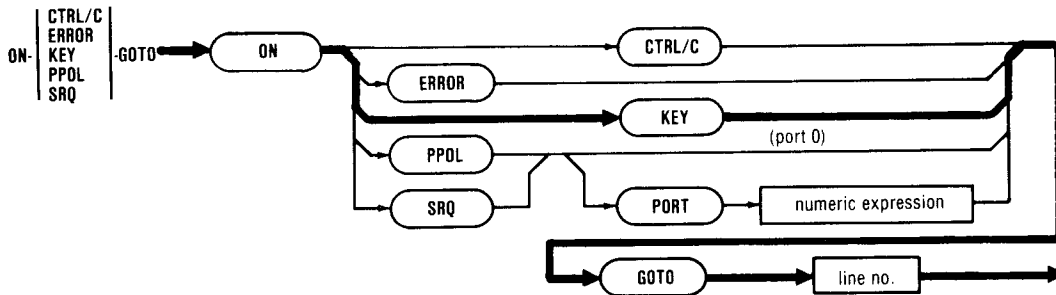 CTRL/C
ERROR
ON- KEY -GOTO
PPOL
SRQ
ON
CTRL/C
ERROR
KEY
(port 0)
PPOL
SRQ
PORT
numeric expression
GOTO
line no.